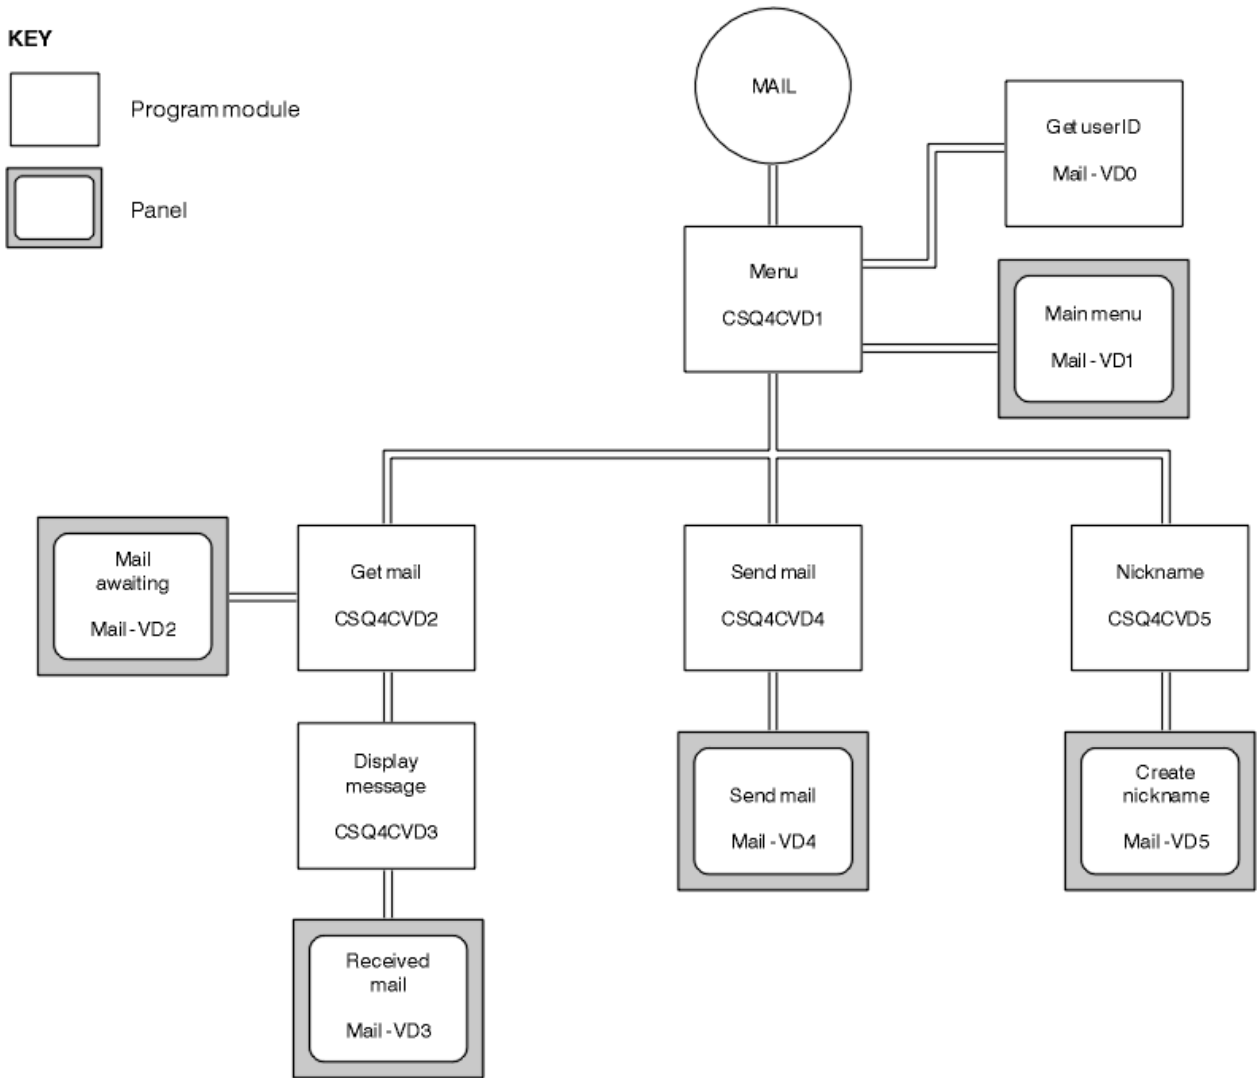 KEY
Program module
Panel
MAIL
Get userID
Mail - VD0
Menu
CSQ4CVD1
Main menu
Mail - VD1
Mail
awaiting
Mail - VD2
Get mail
CSQ4CVD2
Send mail
CSQ4CVD4
Nickname
CSQ4CVD5
Display
message
CSQ4CVD3
Send mail
Mail - VD4
Create
nickname
Mail - VD5
Received
mail
Mail - VD3